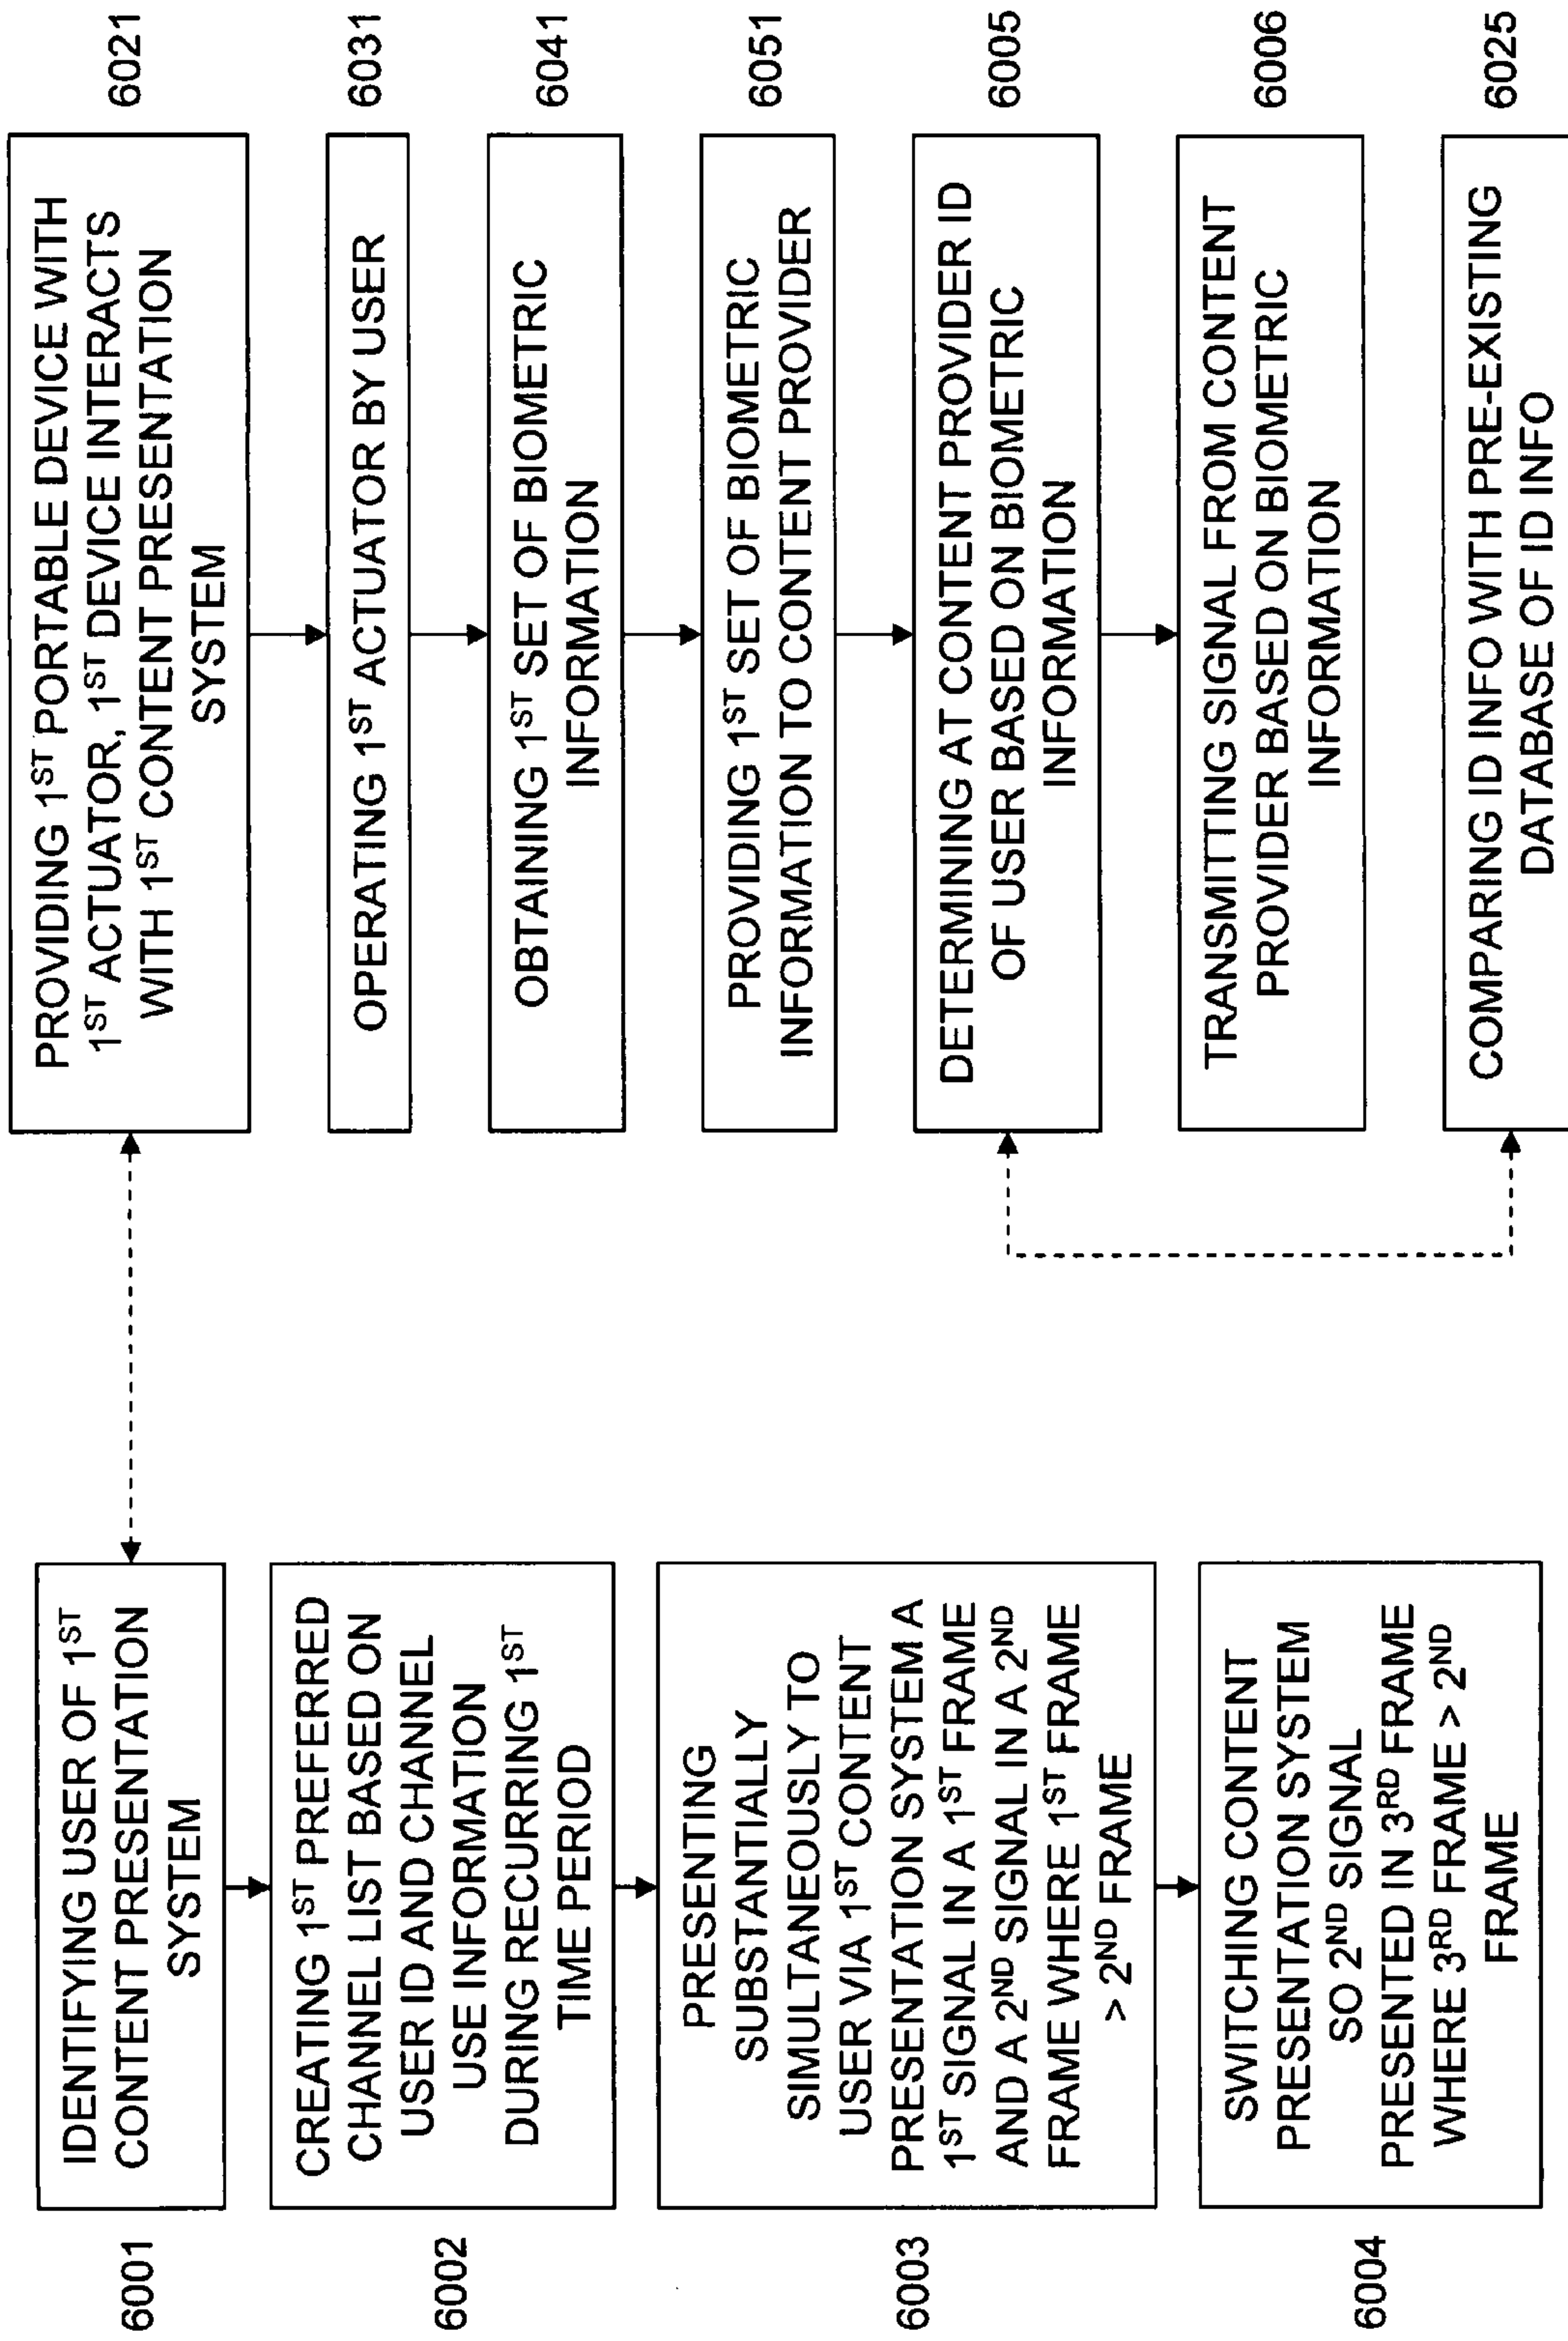 6001
IDENTIFYING USER OF 1ST
CONTENT PRESENTATION
SYSTEM
6002
CREATING 1ST PREFERRED
CHANNEL LIST BASED ON
USER ID AND CHANNEL
USE INFORMATION
DURING RECURRING 1ST
TIME PERIOD
6003
PRESENTING
SUBSTANTIALLY
SIMULTANEOUSLY TO
USER VIA 1ST CONTENT
PRESENTATION SYSTEM A
1ST SIGNAL IN A 1ST FRAME
AND A 2ND SIGNAL IN A 2ND
FRAME WHERE 1ST FRAME
> 2ND FRAME
6004
SWITCHING CONTENT
PRESENTATION SYSTEM
SO 2ND SIGNAL
PRESENTED IN 3RD FRAME
WHERE 3RD FRAME > 2ND
FRAME
PROVIDING 1ST PORTABLE DEVICE WITH
1ST ACTUATOR, 1ST DEVICE INTERACTS
WITH 1ST CONTENT PRESENTATION
SYSTEM
6021
OPERATING 1ST ACTUATOR BY USER
6031
OBTAINING 1ST SET OF BIOMETRIC
INFORMATION
6041
PROVIDING 1ST SET OF BIOMETRIC
INFORMATION TO CONTENT PROVIDER
6051
DETERMINING AT CONTENT PROVIDER ID
OF USER BASED ON BIOMETRIC
INFORMATION
6005
TRANSMITTING SIGNAL FROM CONTENT
PROVIDER BASED ON BIOMETRIC
INFORMATION
6006
COMPARING ID INFO WITH PRE-EXISTING
DATABASE OF ID INFO
6025